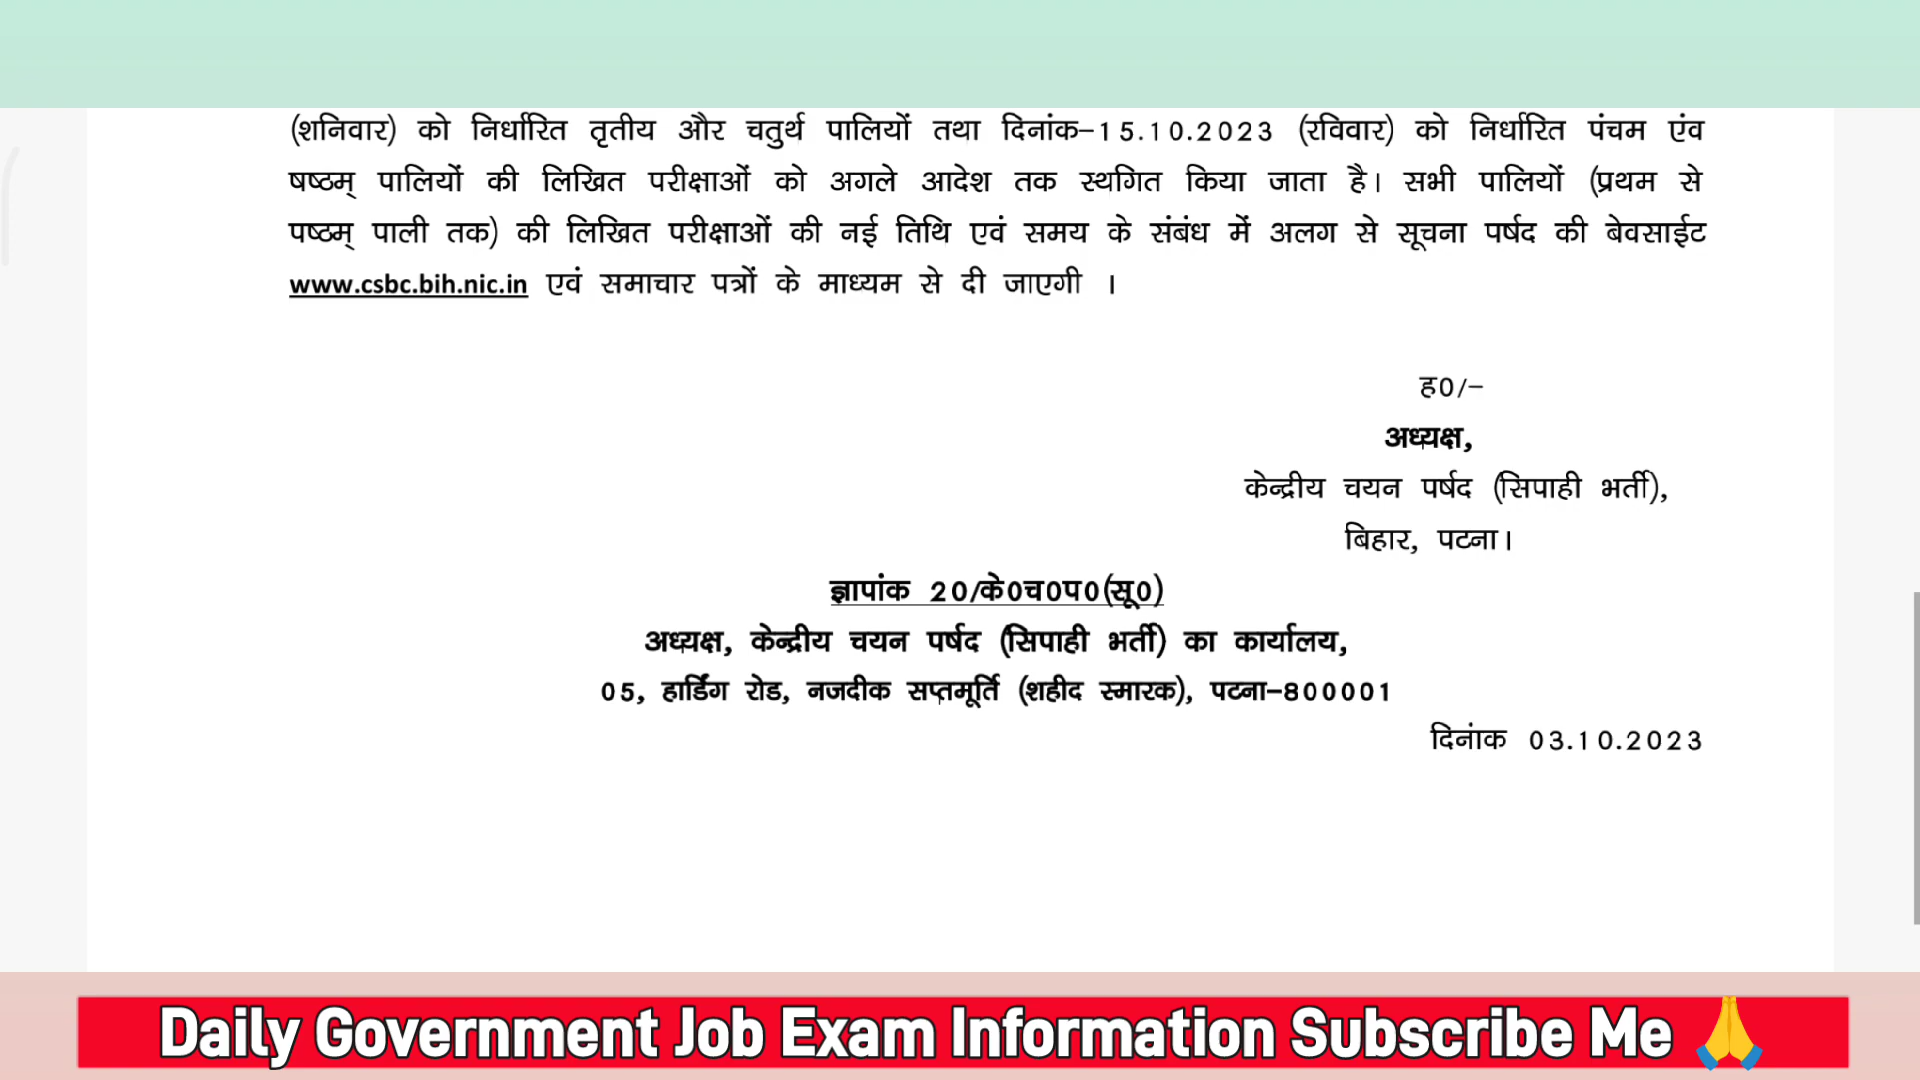 (शनिवार) को निर्धारित तृतीय और चतुर्थ पालियों तथा दिनांक-15.10.2023 (रविवार) को निर्धारित पंचम एंव
षष्ठम् पालियों की लिखित परीक्षाओं को अगले आदेश तक स्थगित किया जाता है। सभी पालियों (प्रथम से
पष्ठम् पाली तक) की लिखित परीक्षाओं की नई तिथि एवं समय के संबंध में अलग से सूचना पर्षद की बेवसाईट
www.csbc.bih.nic.in एवं समाचार पत्रों के माध्यम से दी जाएगी ।
ह0/-
अध्यक्ष,
केन्द्रीय चयन पर्षद (सिपाही भर्ती),
बिहार, पटना।
ज्ञापांक 20/के0च0प0(सू0)
अध्यक्ष, केन्द्रीय चयन पर्षद (सिपाही भर्ती) का कार्यालय,
05, हार्डिंग रोड, नजदीक सप्तमूर्ति (शहीद स्मारक), पटना-800001
दिनांक 03.10.2023
Daily Government Job Exam Information Subscribe Me 🙏